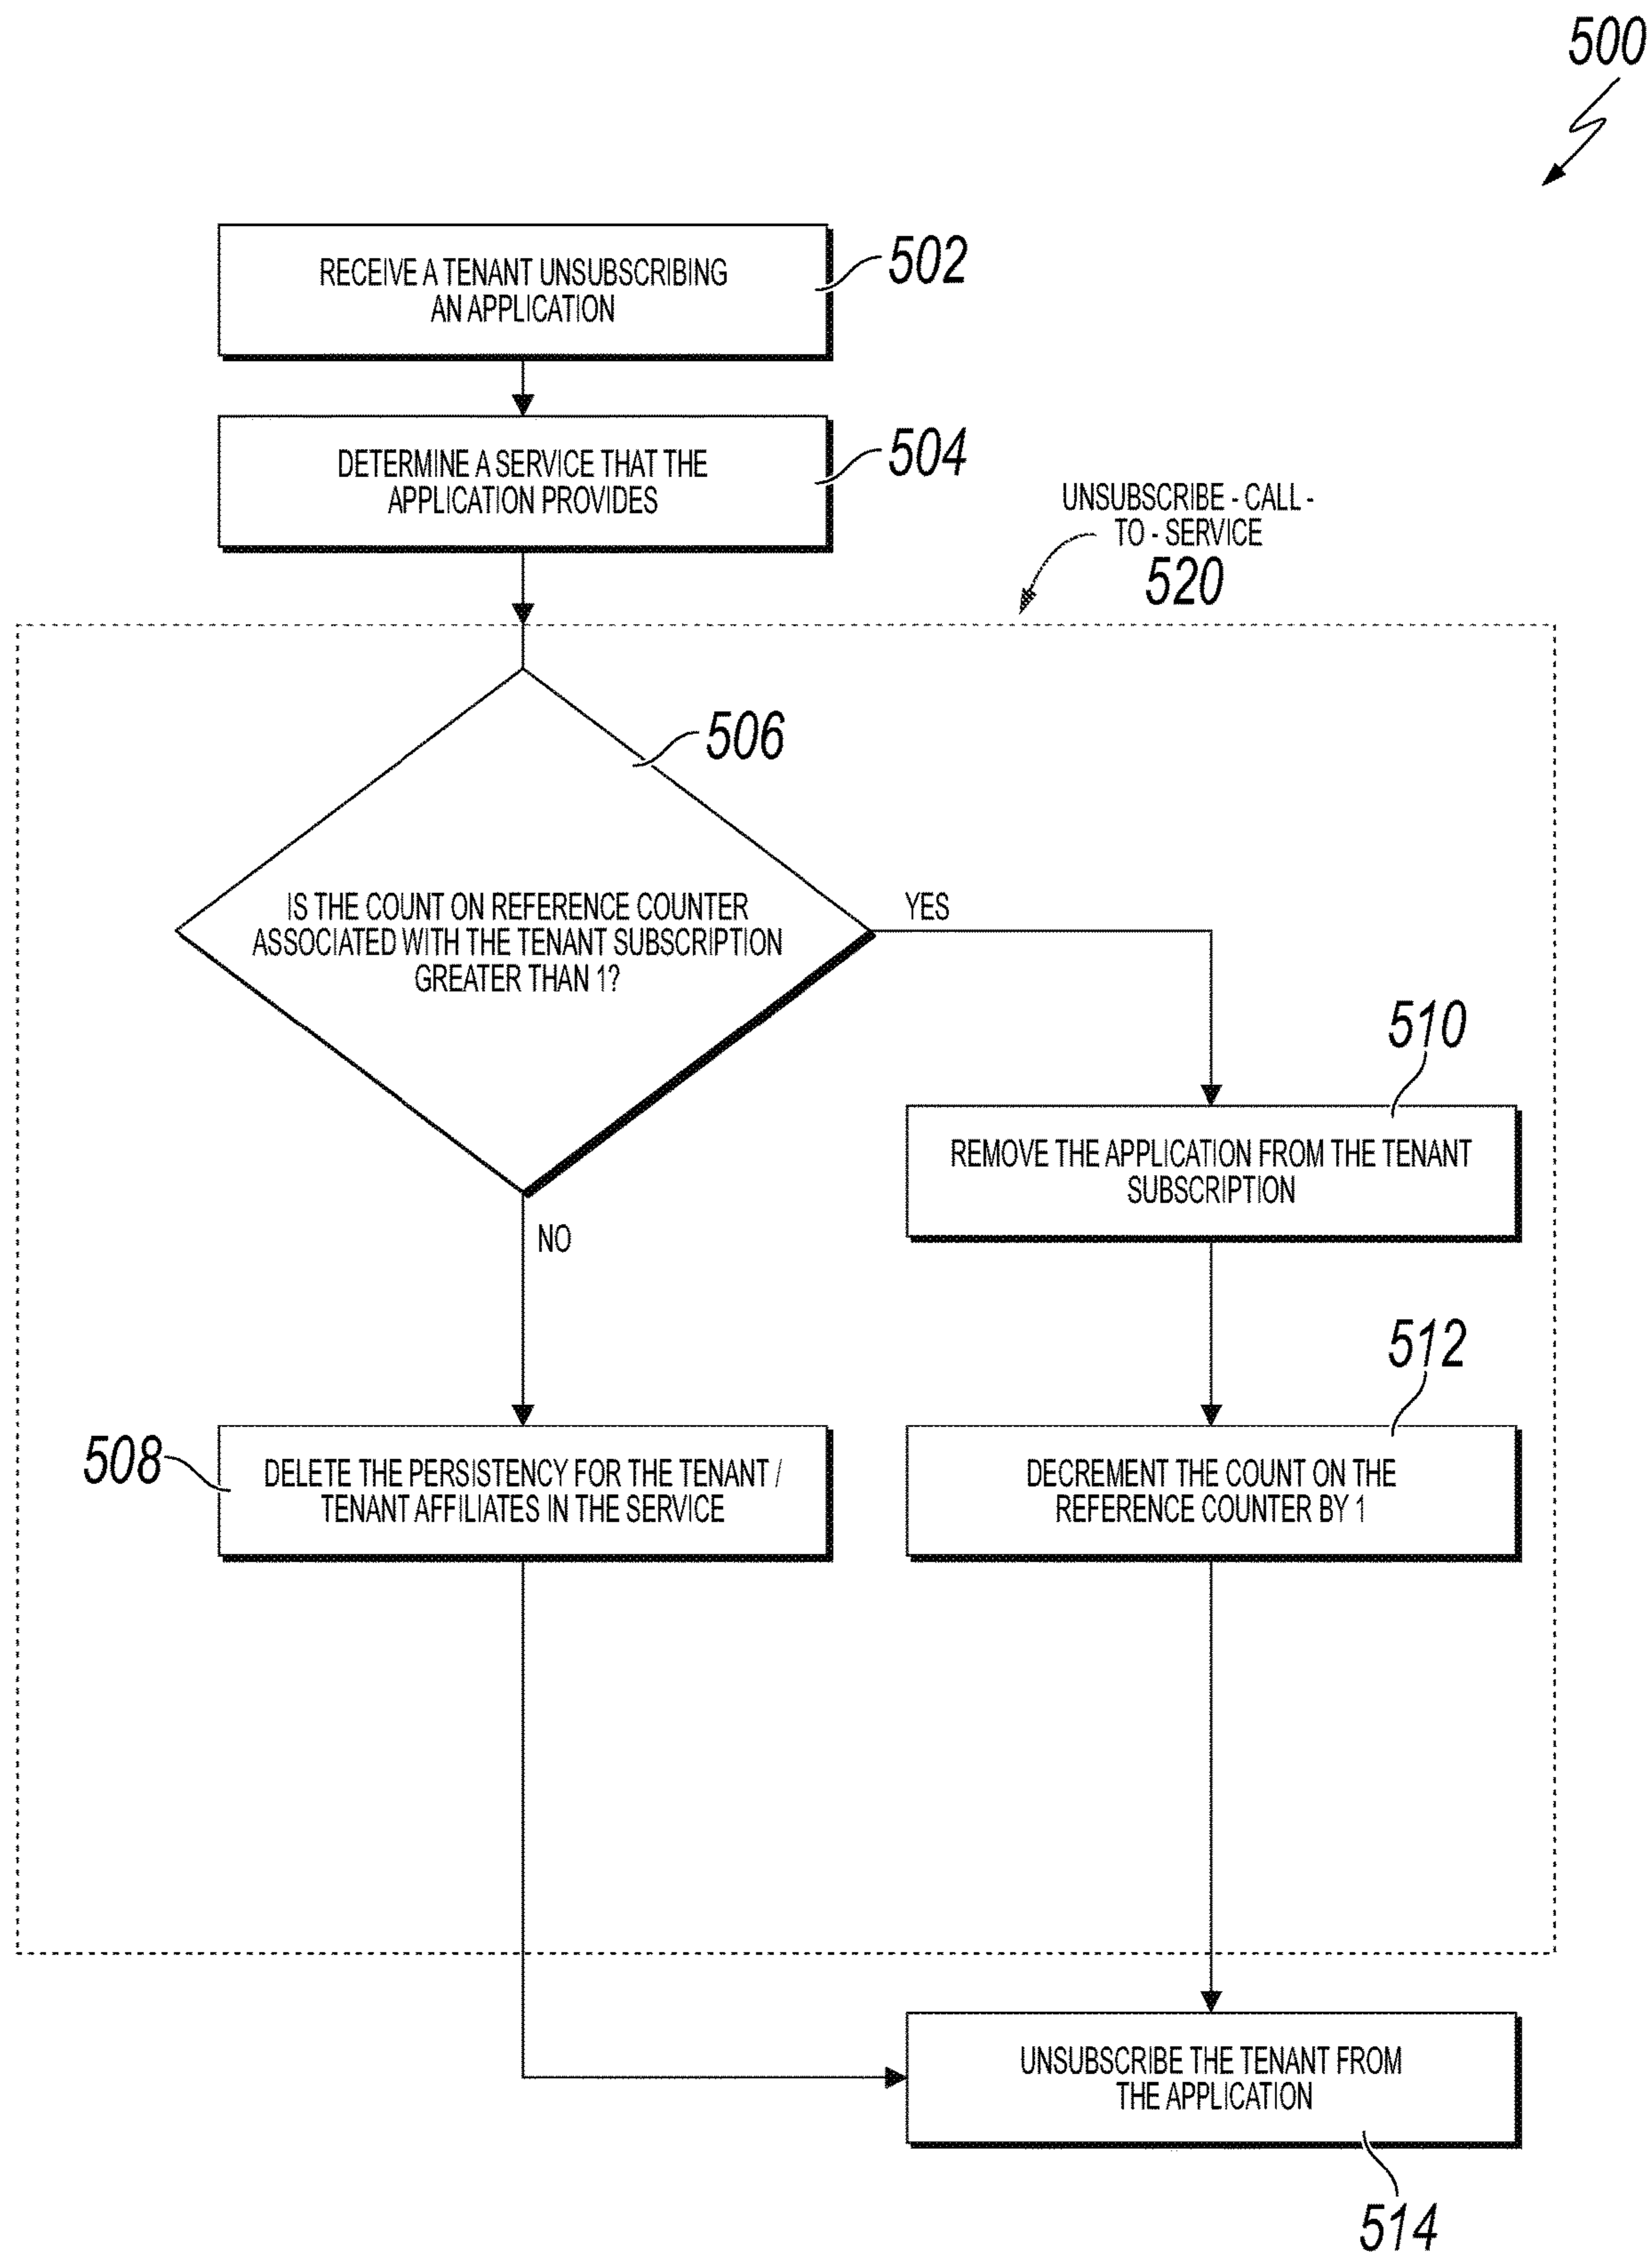 500
RECEIVE A TENANT UNSUBSCRIBING
AN APPLICATION
502
DETERMINE A SERVICE THAT THE
APPLICATION PROVIDES
504
UNSUBSCRIBE - CALL -
TO - SERVICE
520
506
IS THE COUNT ON REFERENCE COUNTER
ASSOCIATED WITH THE TENANT SUBSCRIPTION
GREATER THAN 1?
YES
NO
510
REMOVE THE APPLICATION FROM THE TENANT
SUBSCRIPTION
508
DELETE THE PERSISTENCY FOR THE TENANT /
TENANT AFFILIATES IN THE SERVICE
512
DECREMENT THE COUNT ON THE
REFERENCE COUNTER BY 1
UNSUBSCRIBE THE TENANT FROM
THE APPLICATION
514